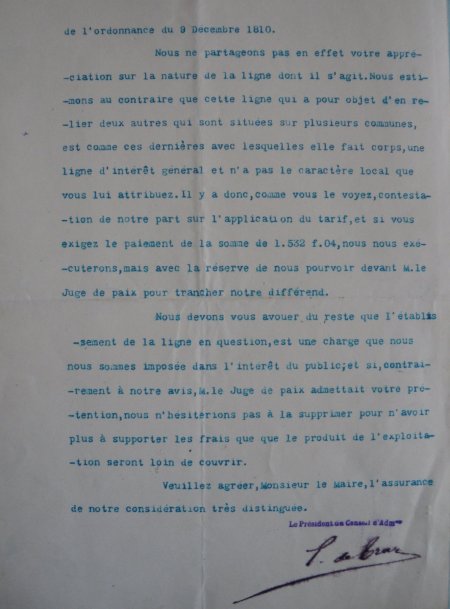 de l'ordonnance du 9 Décembre 1810.
Nous ne partageons pas en effet votre appré-
-ciation sur la nature de la ligne dont il s'agit.Nous esti-
-mons au contraire que cette ligne qui a pour objet d'en re-
-lier deux autres qui sont situées sur plusieurs communes,
est comme ces dernières avec lesquelles elle fait corps,une
ligne d'intérêt général et n'a pas le caractère local que
vous lui attribuez.Il y a donc,comme vous le voyez,contesta-
-tion de notre part sur l'application du tarif,et si vous
exigez le paiement de la somme de 1.532 f.04,nous nous exé-
-cuterons,mais avec la réserve de nous pourvoir devant M.le
Juge de paix pour trancher notre différend.
Nous devons vous avouer du reste que l'établis
-sement de la ligne en question,est une charge que nous
nous sommes imposée dans l'intérêt du public;et si,contrai-
-rement à notre avis,M.le Juge de paix admettait votre pré-
-tention,nous n'hésiterions pas à la supprimer pour n'avoir
plus à supporter les frais que que le produit de l'exploita-
-tion seront loin de couvrir.
Veuillez agréer,Monsieur le Maire,l'assurance
de notre considération très distinguée.
Le Président du Conseil d'Admon